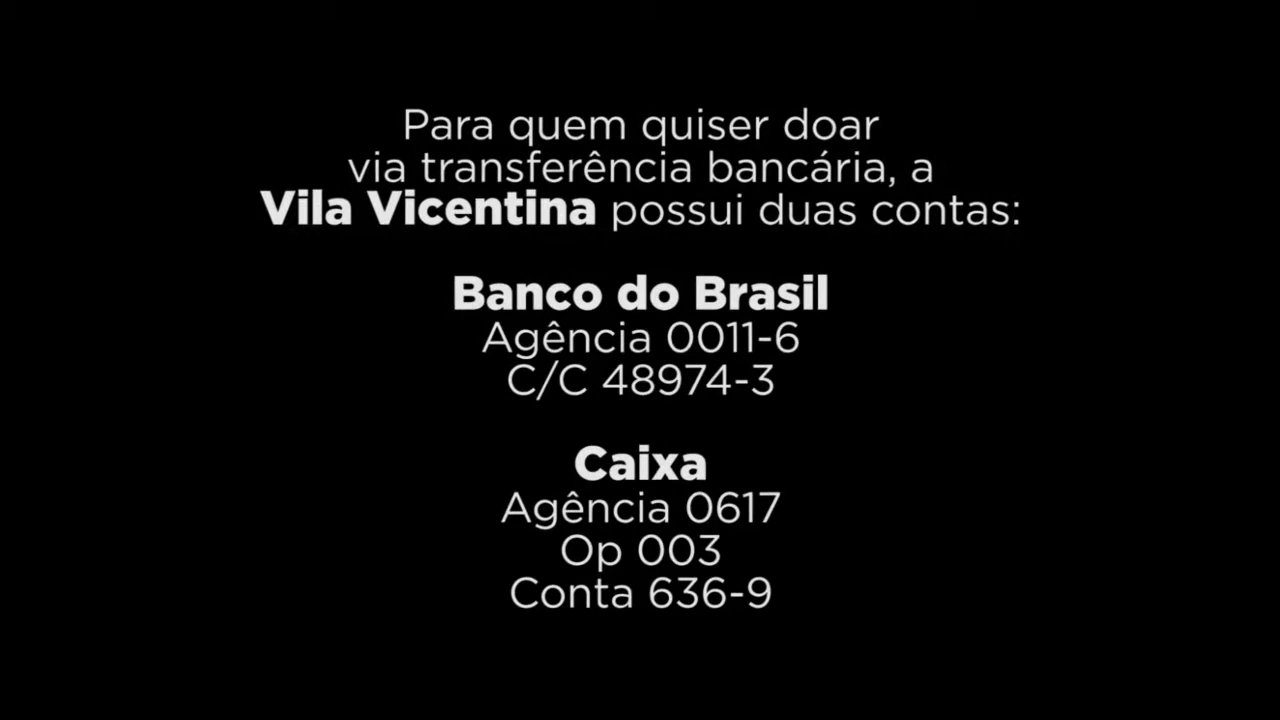 Para quem quiser doar
via transferência bancária, a
Vila Vicentina possui duas contas:
Banco do Brasil
Agência 0011-6
C/C 48974-3
Caixa
Agência 0617
Op 003
Conta 636-9